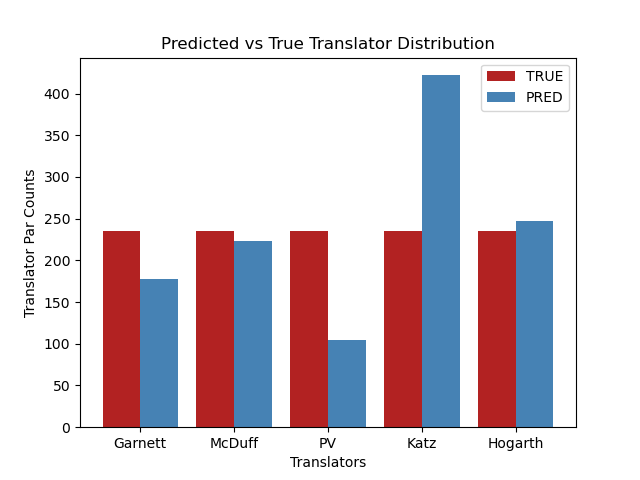 Predicted vs True Translator Distribution
TRUE
PRED
Translator Par Counts
400
350
300
250
200
150
100
50
0
Garnett McDuff PV Katz Hogarth
Translators